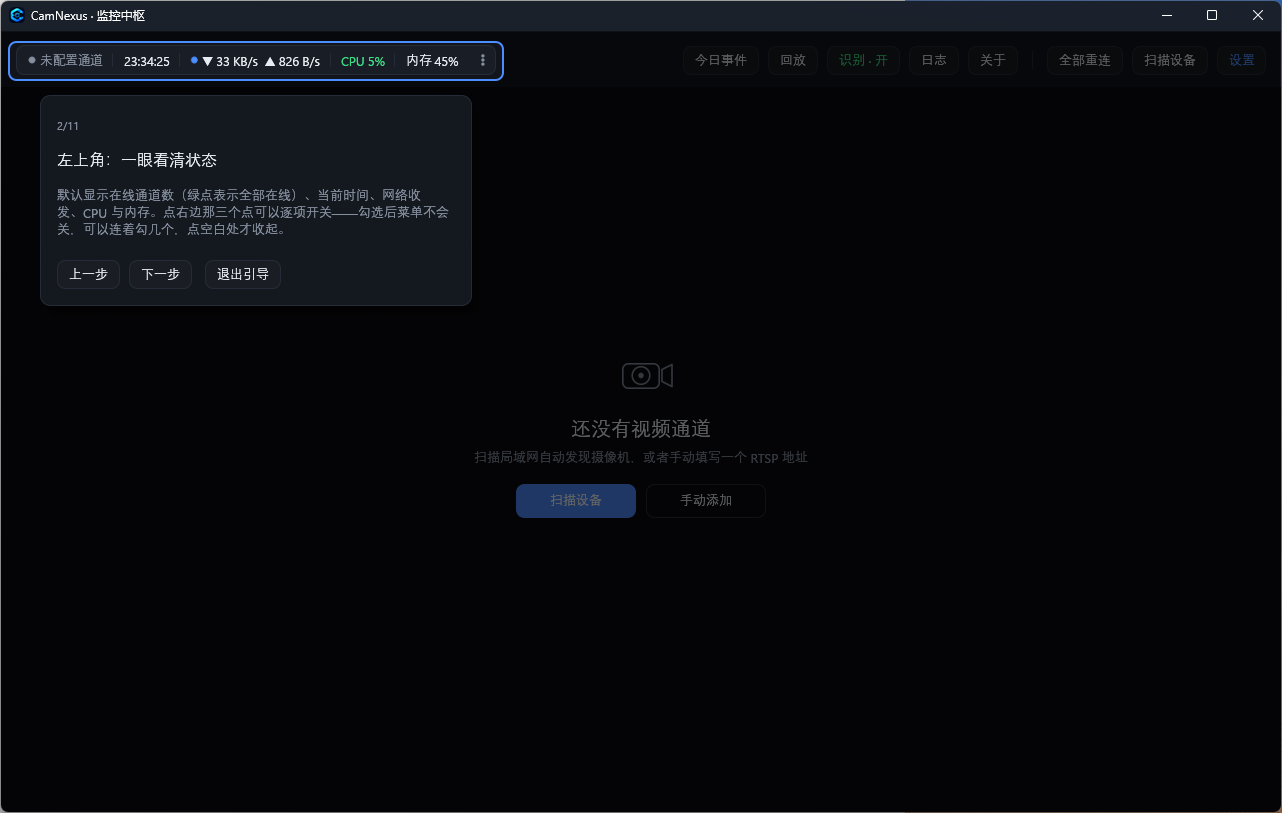 CamNexus · 监控中枢
未配置通道 23:34:25 ▼ 33 KB/s ▲ 826 B/s CPU 5% 内存 45%
今日事件 回放 识别 · 开 日志 关于 全部重连 扫描设备 设置
2/11
左上角：一眼看清状态
默认显示在线通道数（绿点表示全部在线）、当前时间、网络收
发、CPU 与内存。点右边那三个点可以逐项开关——勾选后菜单不会
关，可以连着勾几个，点空白处才收起。
上一步 下一步 退出引导
还没有视频通道
扫描局域网自动发现摄像机，或者手动填写一个 RTSP 地址
扫描设备 手动添加